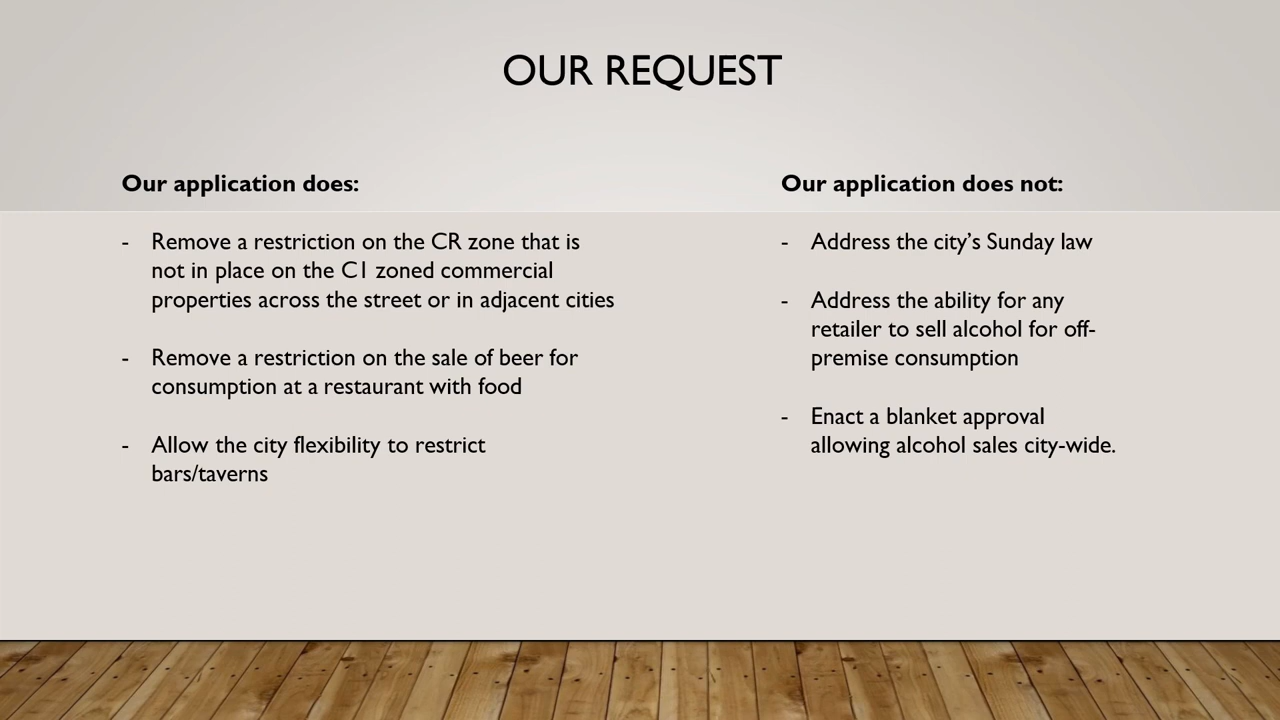 OUR REQUEST
Our application does:
- Remove a restriction on the CR zone that is
not in place on the C1 zoned commercial
properties across the street or in adjacent cities
- Remove a restriction on the sale of beer for
consumption at a restaurant with food
- Allow the city flexibility to restrict
bars/taverns
Our application does not:
- Address the city’s Sunday law
- Address the ability for any
retailer to sell alcohol for off-
premise consumption
- Enact a blanket approval
allowing alcohol sales city-wide.